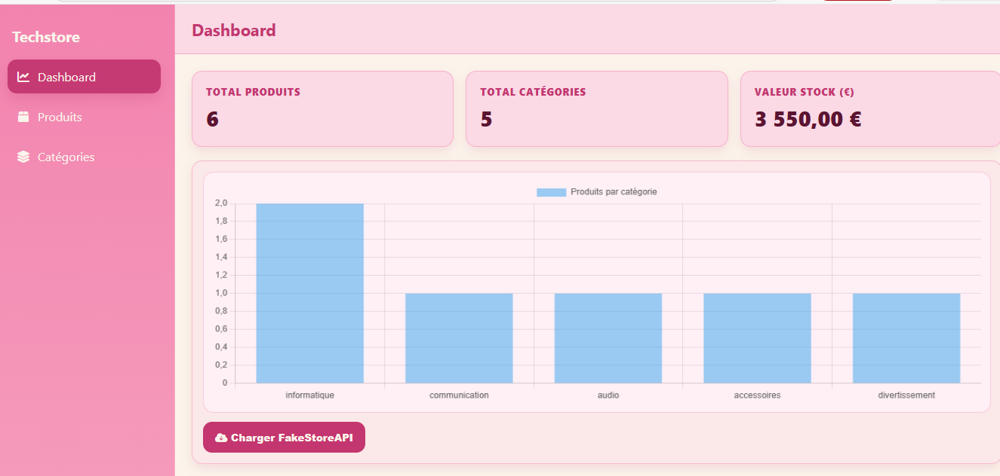 Techstore
Dashboard
Produits
Catégories
Dashboard
TOTAL PRODUITS
6
TOTAL CATÉGORIES
5
VALEUR STOCK (€)
3 550,00 €
Produits par catégorie
2,0
1,8
1,6
1,4
1,2
1,0
0,8
0,6
0,4
0,2
0
informatique communication audio accessoires divertissement
Charger FakeStoreAPI